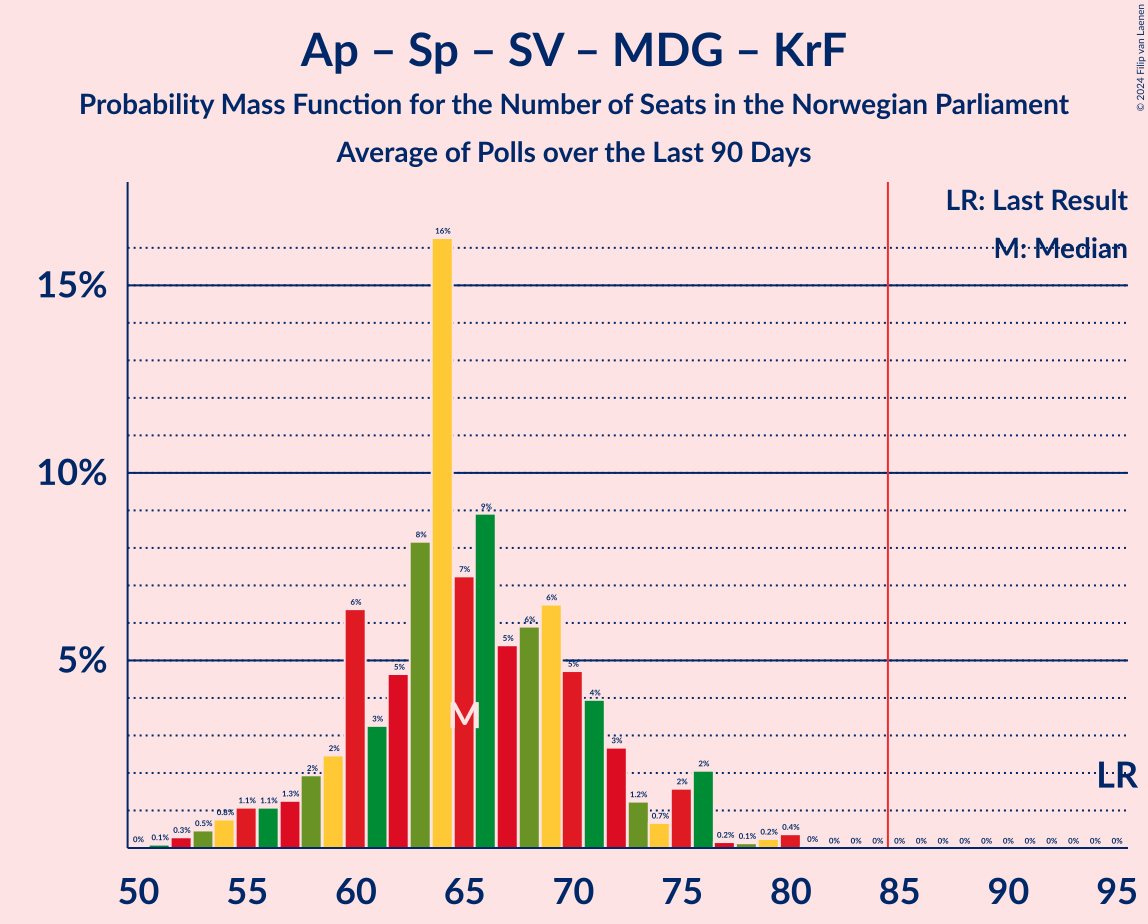 Ap – Sp – SV – MDG – KrF
Probability Mass Function for the Number of Seats in the Norwegian Parliament
Average of Polls over the Last 90 Days
© 2024 Filip van Laenen
LR: Last Result
M: Median
15%
10%
5%
0% 0.1% 0.3% 0.5% 0.8% 1.1% 1.1% 1.3% 2% 2% 6% 3% 5% 8% 16% 7% 9% 5% 6% 6% 5% 4% 3% 1.2% 0.7% 2% 2% 0.2% 0.1% 0.2% 0.4% 0% 0% 0% 0% 0% 0% 0% 0% 0% 0% 0% 0% 0% 0% 0%
M
LR
50 55 60 65 70 75 80 85 90 95